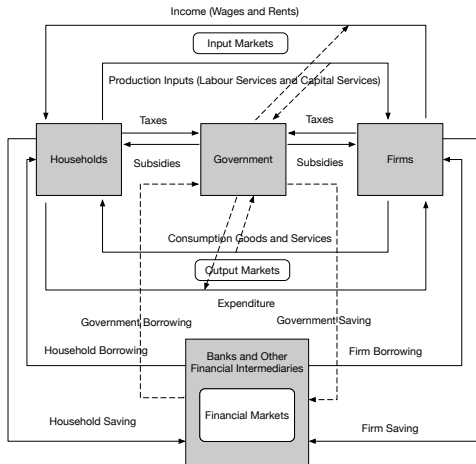 Income (Wages and Rents)
Input Markets
Production Inputs (Labour Services and Capital Services)
Taxes
Taxes
Households
Government
Firms
Subsidies
Subsidies
Consumption Goods and Services
Output Markets
Expenditure
Government Borrowing
Government Saving
Household Borrowing
Banks and Other
Financial Intermediaries
Firm Borrowing
Financial Markets
Household Saving
Firm Saving